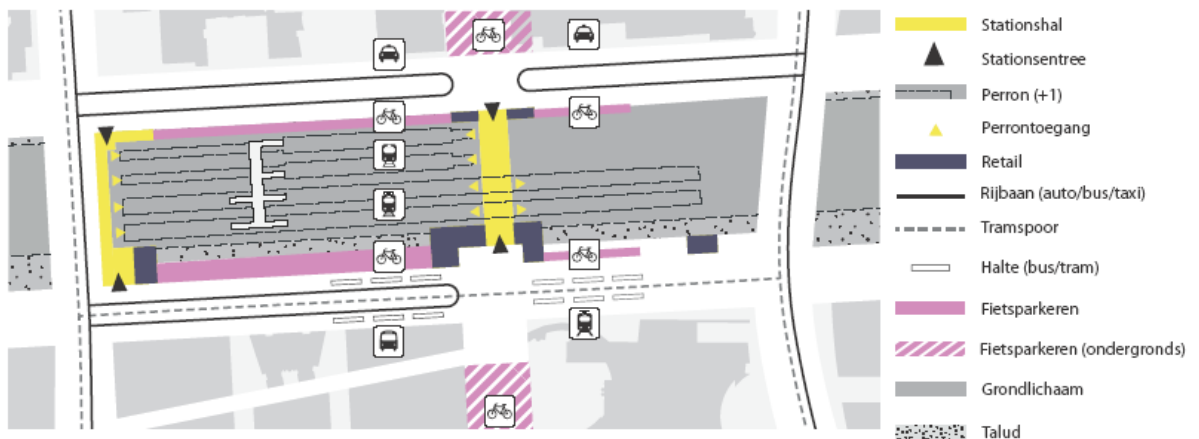 Stationshal
Stationsentree
Perron (+1)
Perrontoegang
Retail
Rijbaan (auto/bus/taxi)
Tramspoor
Halte (bus/tram)
Fietsparkeren
Fietsparkeren (ondergronds)
Grondlichaam
Talud